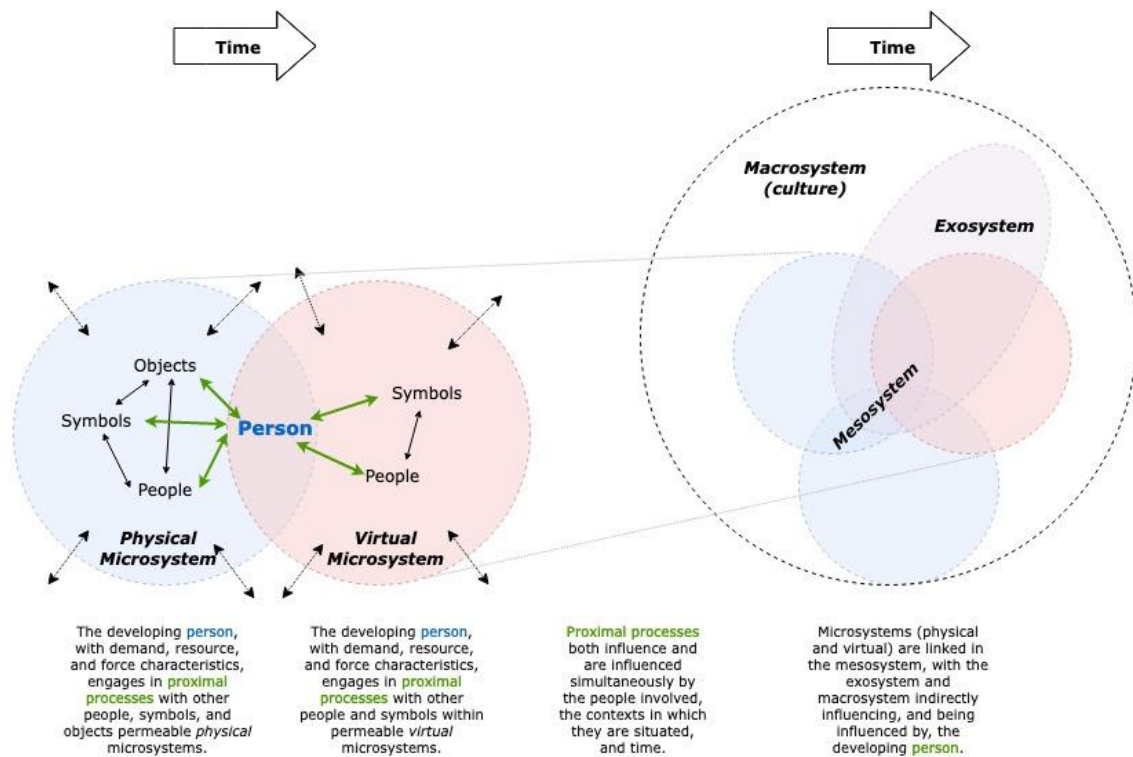 Time
Time
Macrosystem
(culture)
Exosystem
Mesosystem
Objects
Symbols
People
Person
Symbols
People
Physical
Microsystem
Virtual
Microsystem
The developing person,
with demand, resource,
and force characteristics,
engages in proximal
processes with other
people, symbols, and
objects permeable physical
microsystems.
The developing person,
with demand, resource,
and force characteristics,
engages in proximal
processes with other
people and symbols within
permeable virtual
microsystems.
Proximal processes
both influence and
are influenced
simultaneously by
the people involved,
the contexts in which
they are situated,
and time.
Microsystems (physical
and virtual) are linked in
the mesosystem, with the
exosystem and
macrosystem indirectly
influencing, and being
influenced by, the
developing person.